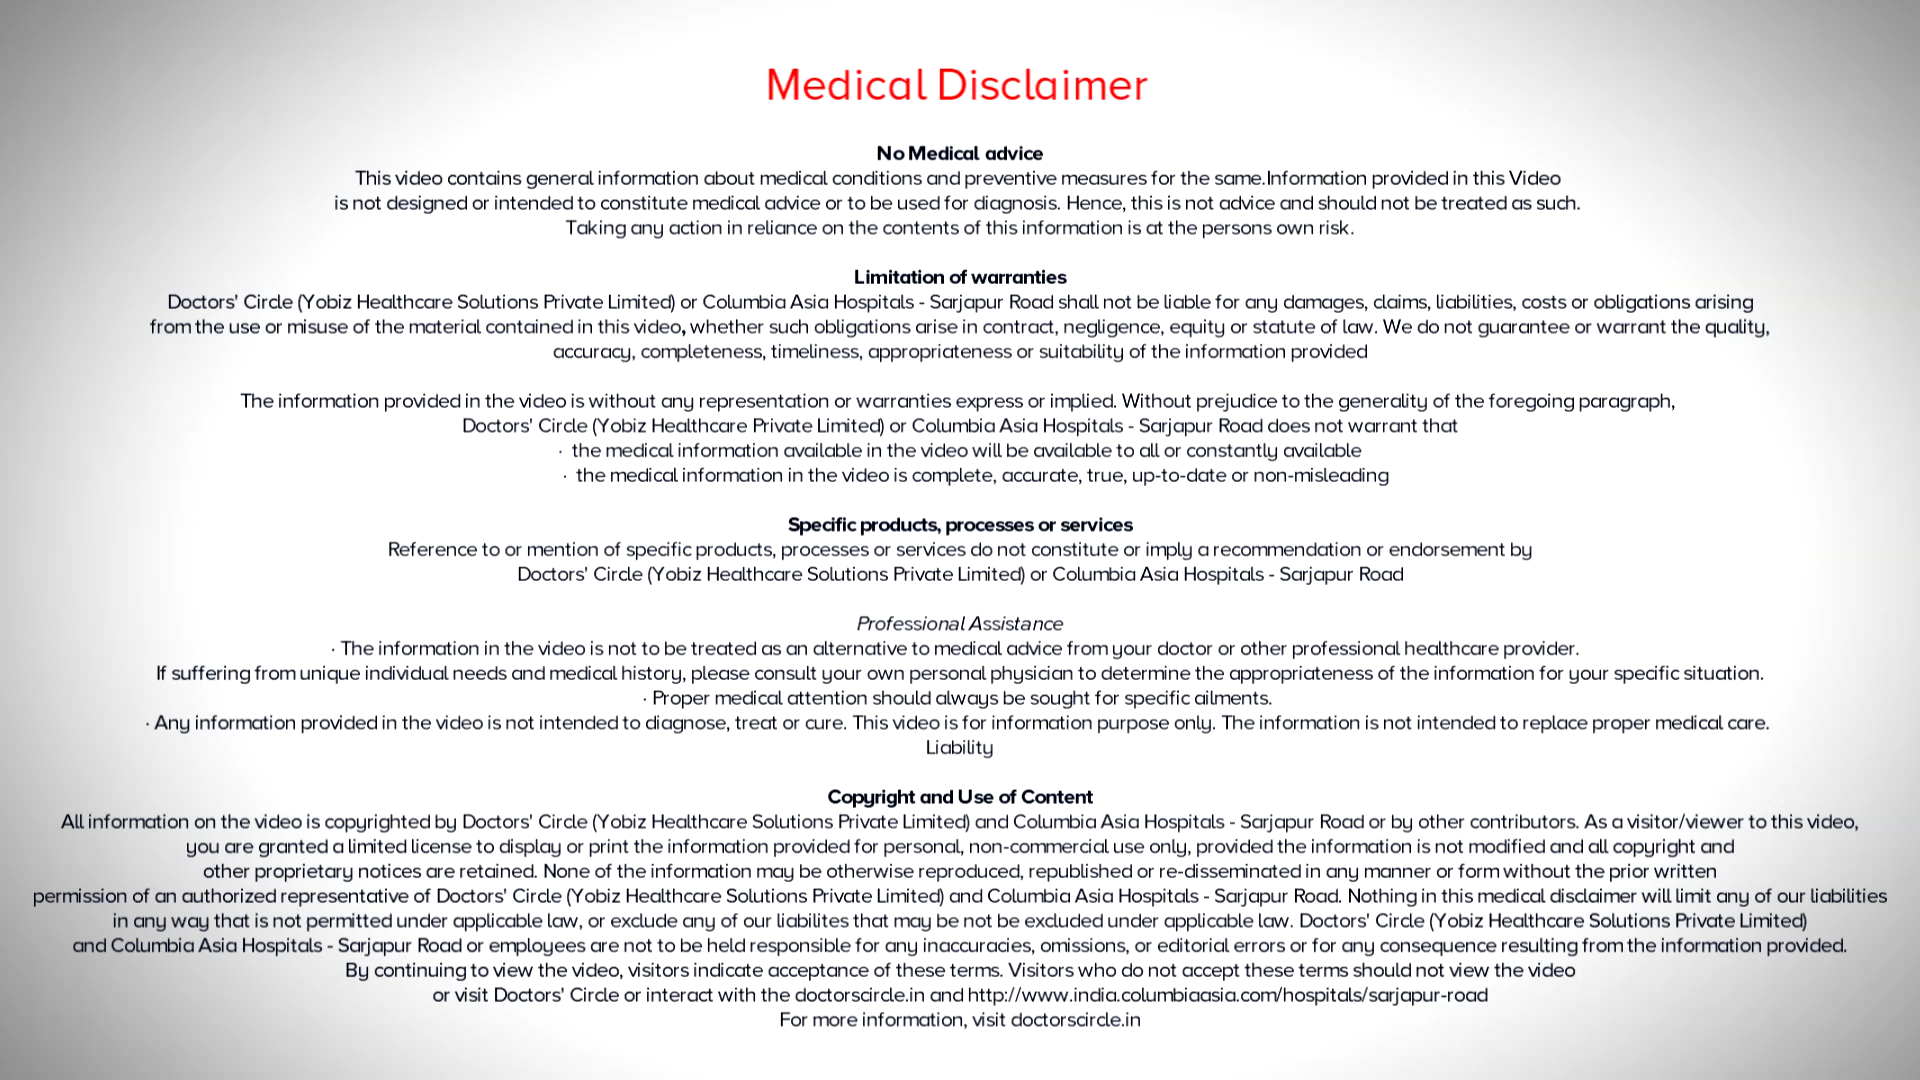 Medical Disclaimer
No Medical advice
This video contains general information about medical conditions and preventive measures for the same.Information provided in this Video
is not designed or intended to constitute medical advice or to be used for diagnosis. Hence, this is not advice and should not be treated as such.
Taking any action in reliance on the contents of this information is at the persons own risk.
Limitation of warranties
Doctors' Circle (Yobiz Healthcare Solutions Private Limited) or Columbia Asia Hospitals - Sarjapur Road shall not be liable for any damages, claims, liabilities, costs or obligations arising
from the use or misuse of the material contained in this video, whether such obligations arise in contract, negligence, equity or statute of law. We do not guarantee or warrant the quality,
accuracy, completeness, timeliness, appropriateness or suitability of the information provided
The information provided in the video is without any representation or warranties express or implied. Without prejudice to the generality of the foregoing paragraph,
Doctors' Circle (Yobiz Healthcare Private Limited) or Columbia Asia Hospitals - Sarjapur Road does not warrant that
· the medical information available in the video will be available to all or constantly available
· the medical information in the video is complete, accurate, true, up-to-date or non-misleading
Specific products, processes or services
Reference to or mention of specific products, processes or services do not constitute or imply a recommendation or endorsement by
Doctors' Circle (Yobiz Healthcare Solutions Private Limited) or Columbia Asia Hospitals - Sarjapur Road
Professional Assistance
· The information in the video is not to be treated as an alternative to medical advice from your doctor or other professional healthcare provider.
If suffering from unique individual needs and medical history, please consult your own personal physician to determine the appropriateness of the information for your specific situation.
· Proper medical attention should always be sought for specific ailments.
· Any information provided in the video is not intended to diagnose, treat or cure. This video is for information purpose only. The information is not intended to replace proper medical care.
Liability
Copyright and Use of Content
All information on the video is copyrighted by Doctors' Circle (Yobiz Healthcare Solutions Private Limited) and Columbia Asia Hospitals - Sarjapur Road or by other contributors. As a visitor/viewer to this video,
you are granted a limited license to display or print the information provided for personal, non-commercial use only, provided the information is not modified and all copyright and
other proprietary notices are retained. None of the information may be otherwise reproduced, republished or re-disseminated in any manner or form without the prior written
permission of an authorized representative of Doctors' Circle (Yobiz Healthcare Solutions Private Limited) and Columbia Asia Hospitals - Sarjapur Road. Nothing in this medical disclaimer will limit any of our liabilities
in any way that is not permitted under applicable law, or exclude any of our liabilites that may be not be excluded under applicable law. Doctors' Circle (Yobiz Healthcare Solutions Private Limited)
and Columbia Asia Hospitals - Sarjapur Road or employees are not to be held responsible for any inaccuracies, omissions, or editorial errors or for any consequence resulting from the information provided.
By continuing to view the video, visitors indicate acceptance of these terms. Visitors who do not accept these terms should not view the video
or visit Doctors' Circle or interact with the doctorscircle.in and http://www.india.columbiaasia.com/hospitals/sarjapur-road
For more information, visit doctorscircle.in